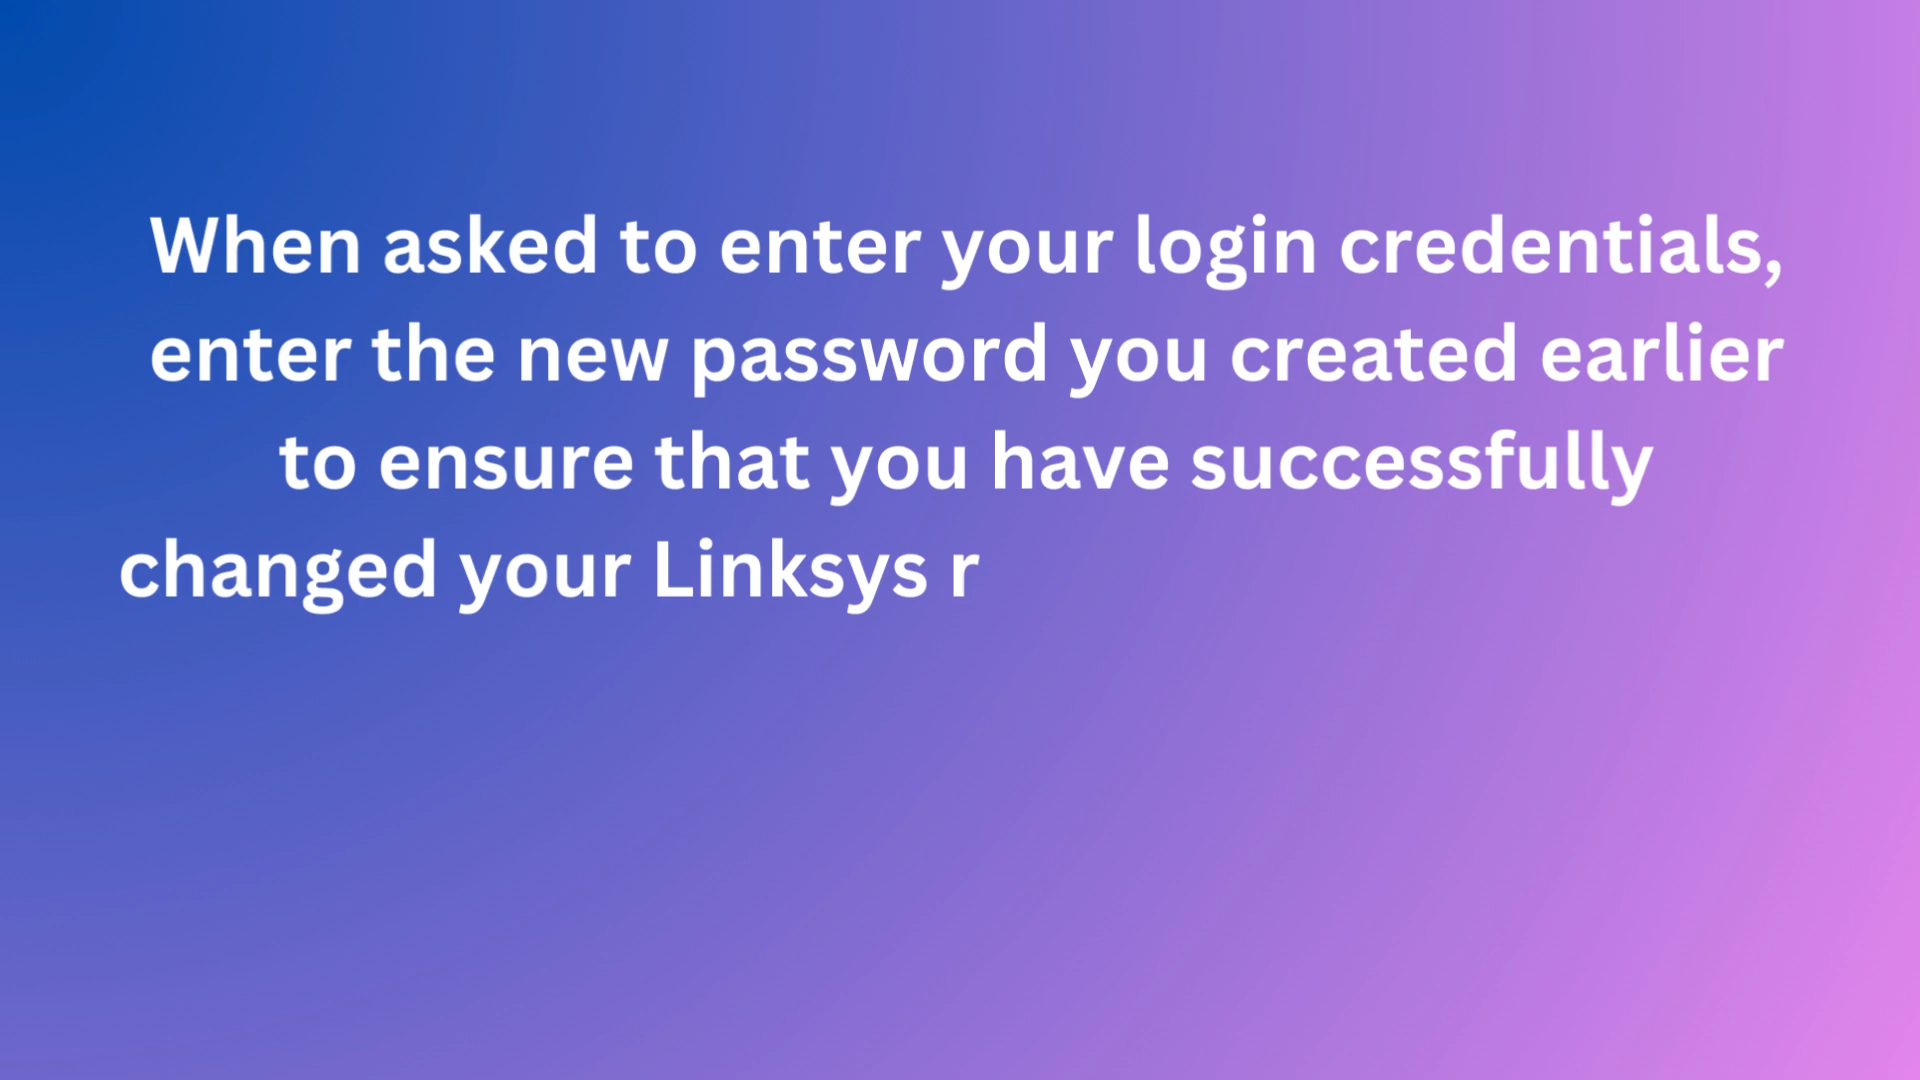 When asked to enter your login credentials,
enter the new password you created earlier
to ensure that you have successfully
changed your Linksys r